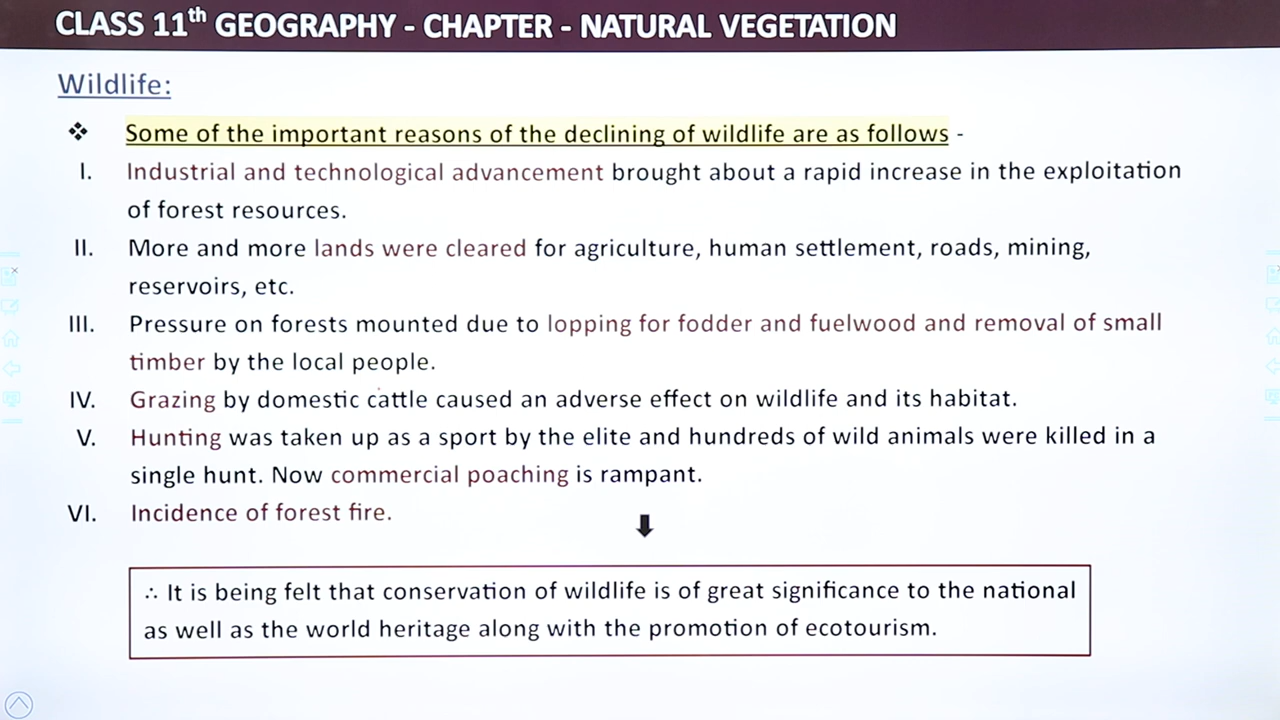 CLASS 11th GEOGRAPHY - CHAPTER - NATURAL VEGETATION
Wildlife:
❖ Some of the important reasons of the declining of wildlife are as follows -
I. Industrial and technological advancement brought about a rapid increase in the exploitation
of forest resources.
II. More and more lands were cleared for agriculture, human settlement, roads, mining,
reservoirs, etc.
III. Pressure on forests mounted due to lopping for fodder and fuelwood and removal of small
timber by the local people.
IV. Grazing by domestic cattle caused an adverse effect on wildlife and its habitat.
V. Hunting was taken up as a sport by the elite and hundreds of wild animals were killed in a
single hunt. Now commercial poaching is rampant.
VI. Incidence of forest fire.
∴ It is being felt that conservation of wildlife is of great significance to the national
as well as the world heritage along with the promotion of ecotourism.